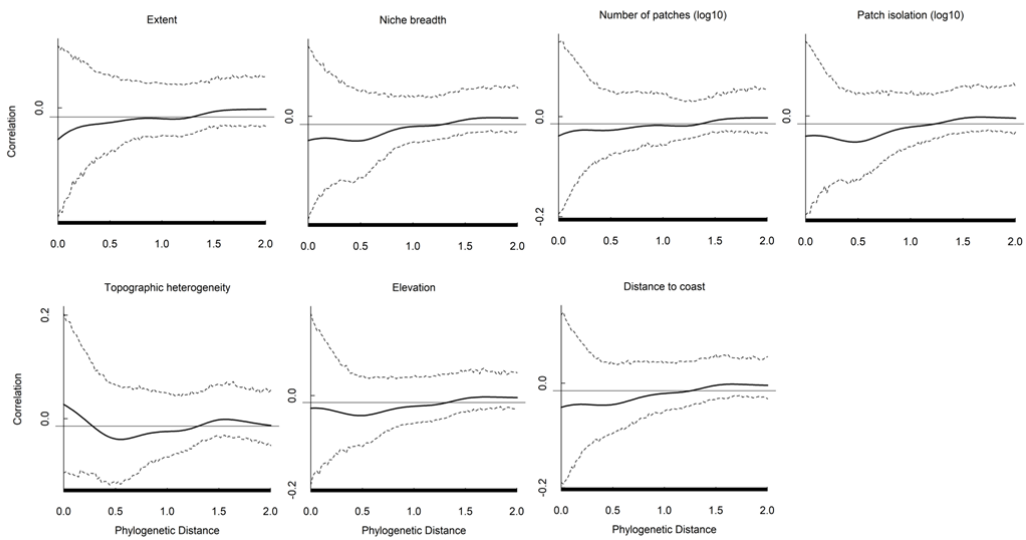 Extent
Niche breadth
Number of patches (log10)
Patch isolation (log10)
Correlation
0.0
0.0
0.0
-0.2
0.0
0.0 0.5 1.0 1.5 2.0
0.0 0.5 1.0 1.5 2.0
0.0 0.5 1.0 1.5 2.0
0.0 0.5 1.0 1.5 2.0
Topographic heterogeneity
Elevation
Distance to coast
Correlation
0.2
0.0
0.0
-0.2
0.0
-0.2
0.0 0.5 1.0 1.5 2.0
0.0 0.5 1.0 1.5 2.0
0.0 0.5 1.0 1.5 2.0
Phylogenetic Distance
Phylogenetic Distance
Phylogenetic Distance